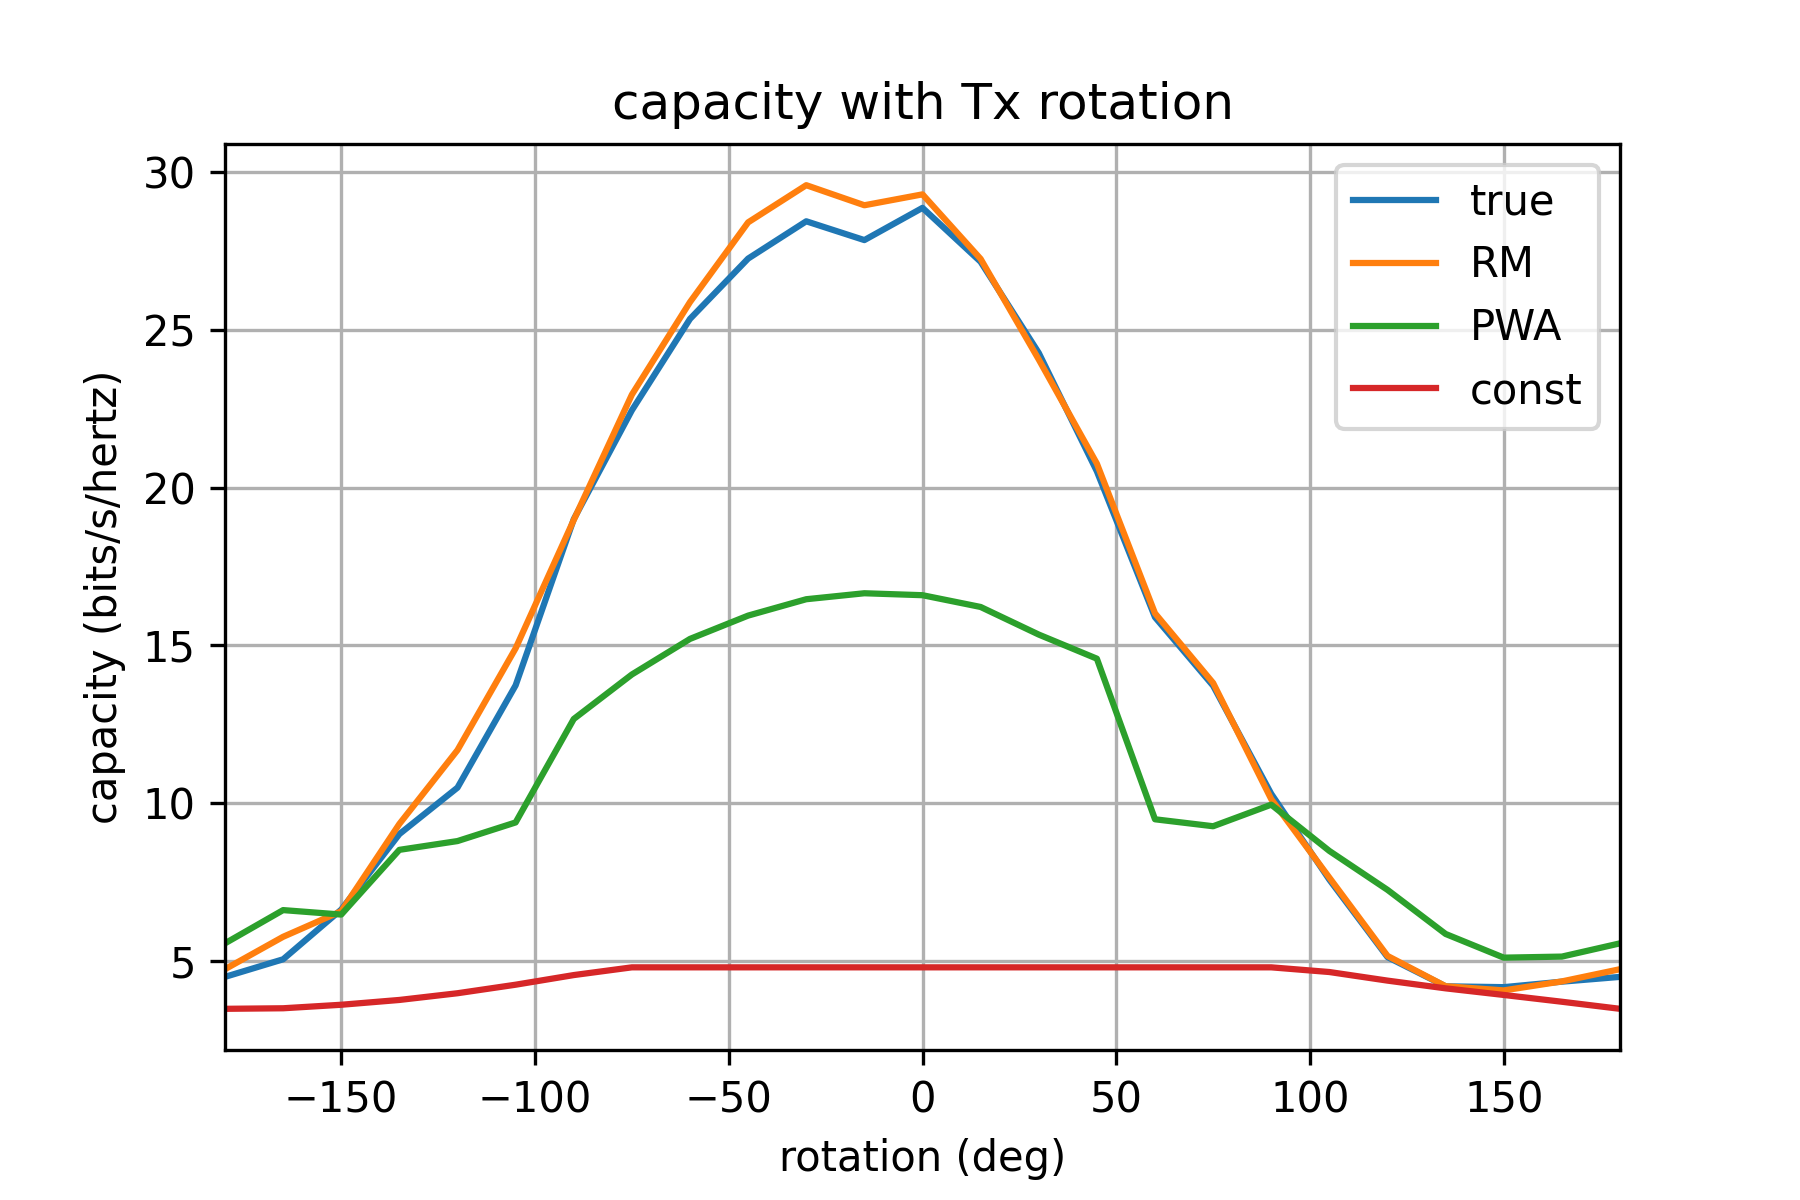 capacity with Tx rotation
30
25
20
15
10
5
capacity (bits/s/hertz)
−150
−100
−50
0
50
100
150
rotation (deg)
true
RM
PWA
const